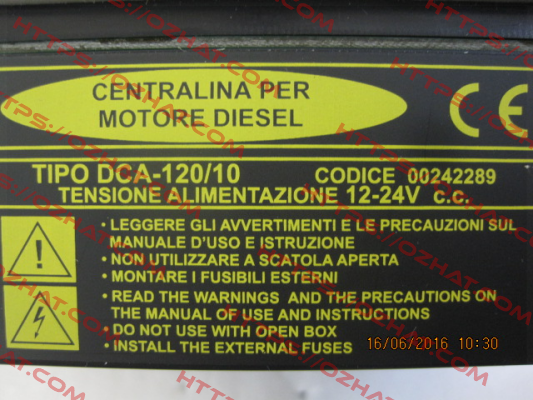 CENTRALINA PER
MOTORE DIESEL
CE
TIPO DCA-120/10 CODICE 00242289
TENSIONE ALIMENTAZIONE 12-24V c.c.
• LEGGERE GLI AVVERTIMENTI E LE PRECAUZIONI SUL
MANUALE D'USO E ISTRUZIONE
• NON UTILIZZARE A SCATOLA APERTA
• MONTARE I FUSIBILI ESTERNI
• READ THE WARNINGS AND THE PRECAUTIONS ON
THE MANUAL OF USE AND INSTRUCTIONS
• DO NOT USE WITH OPEN BOX
• INSTALL THE EXTERNAL FUSES
16/06/2016 10:30
HTTPS://OZHAT.COM